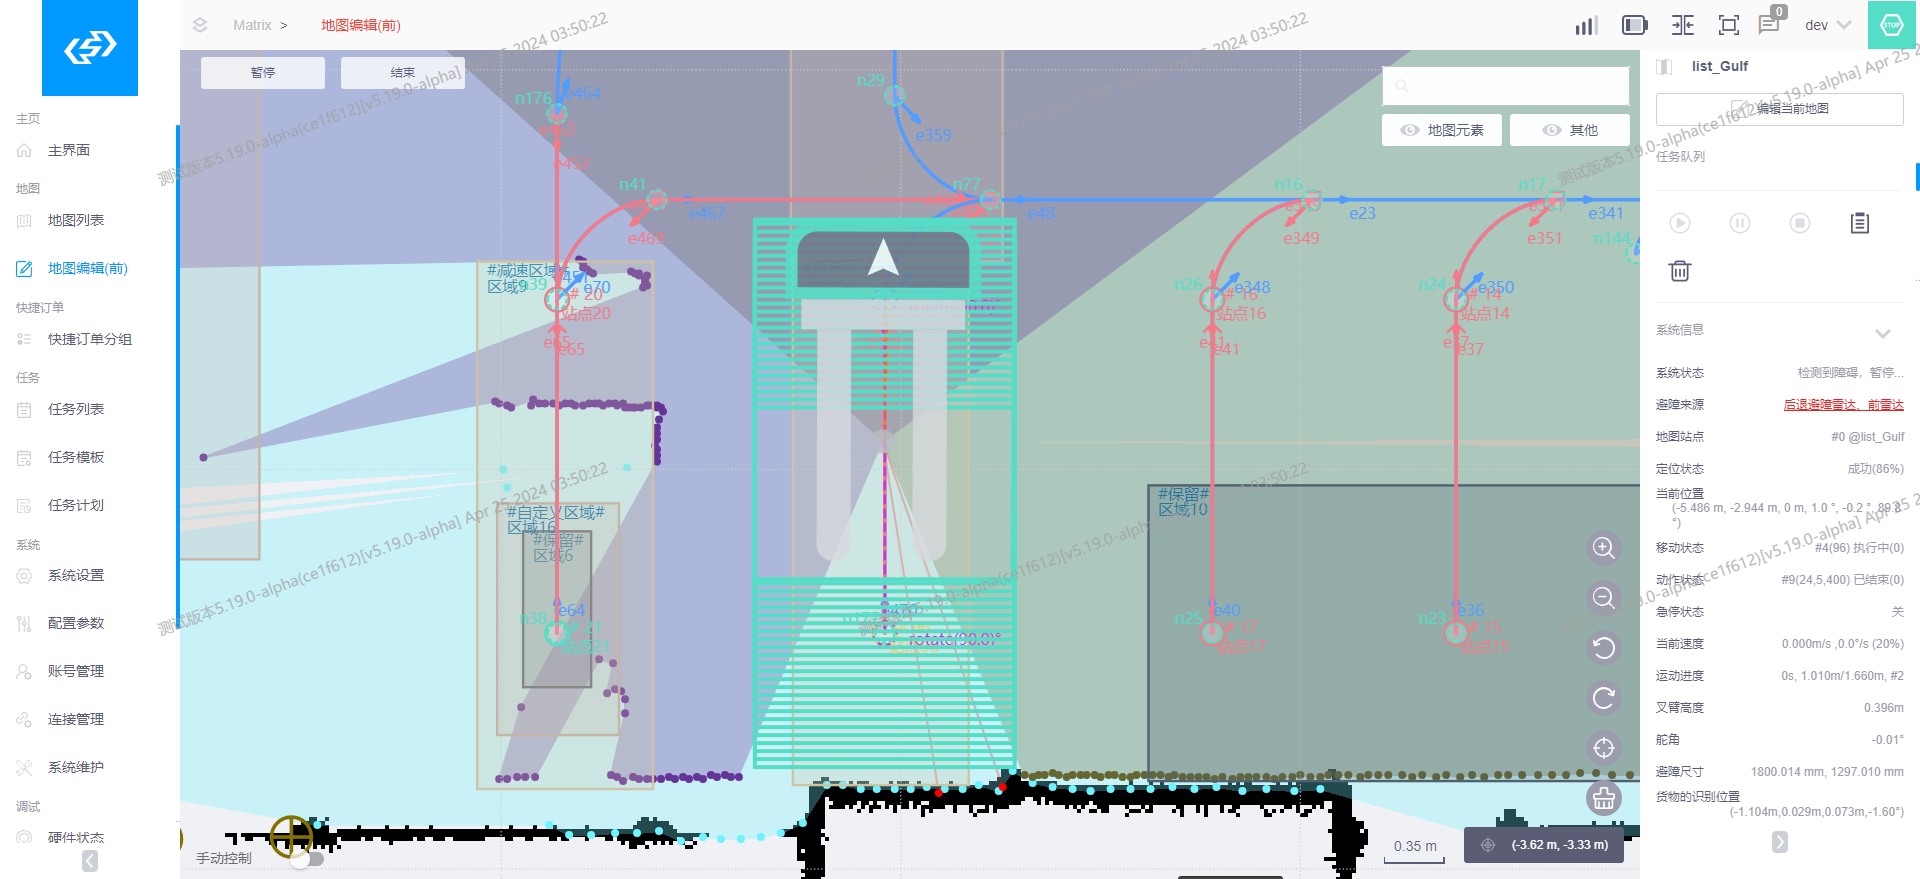 Matrix >
地图编辑(前)
0
dev
STOP
主页
主界面
地图
地图列表
地图编辑(前)
快捷订单
快捷订单分组
任务
任务列表
任务模板
任务计划
系统
系统设置
配置参数
账号管理
连接管理
系统维护
调试
硬件状态
暂停
结束
测试版本5.19.0-alpha(ce1f612)[v5.19.0-alpha] Apr 25 2024 03:50:22
地图元素
其他
n176
e464
e452
e452
n41
e467
e469
n29
e359
n77
e48
n16
e23
e349
n17
e341
e351
n144
#减速区域#
区域9
n39
e70
# 20
站点20
e65
e65
n26
e348
# 16
站点16
e41
e41
n24
e350
# 14
站点14
e37
e37
#自定义区域#
区域16
#保留#
区域6
n38
e64
# 21
站点21
rotate(90.0)°
#保留#
区域10
n25
e40
# 17
站点17
n23
e36
# 15
站点15
手动控制
0.35 m
(-3.62 m, -3.33 m)
list_Gulf
编辑当前地图
任务队列
系统信息
系统状态 检测到障碍，暂停...
避障来源 后退避障雷达、前雷达
地图站点 #0 @list_Gulf
定位状态 成功(86%)
当前位置
(-5.486 m, -2.944 m, 0 m, 1.0 °, -0.2 °, 89.8
°)
移动状态 #4(96) 执行中(0)
动作状态 #9(24,5,400) 已结束(0)
急停状态 关
当前速度 0.000m/s ,0.0°/s (20%)
运动进度 0s, 1.010m/1.660m, #2
叉臂高度 0.396m
舵角 -0.01°
避障尺寸 1800.014 mm, 1297.010 mm
货物的识别位置
(-1.104m,0.029m,0.073m,-1.60°)